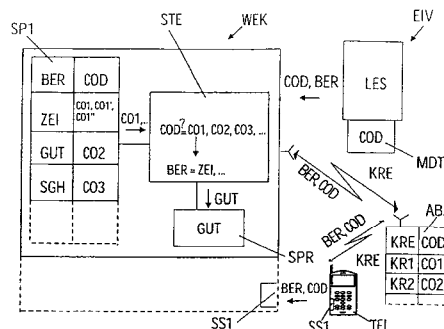 SP1
STE
WEK
EIV
BER COD
ZEI CO1, CO1', CO1"
GUT CO2
SGH CO3
CO1,...
COD ?= CO1, CO2, CO3, ...
BER = ZEI, ...
GUT
GUT
SPR
COD, BER
LES
COD
MDT
KRE
BER, COD
BER, COD
KRE
AB
KRE COD
KR1 CO1
KR2 CO2
BER, COD
SS1
SS1
TEL